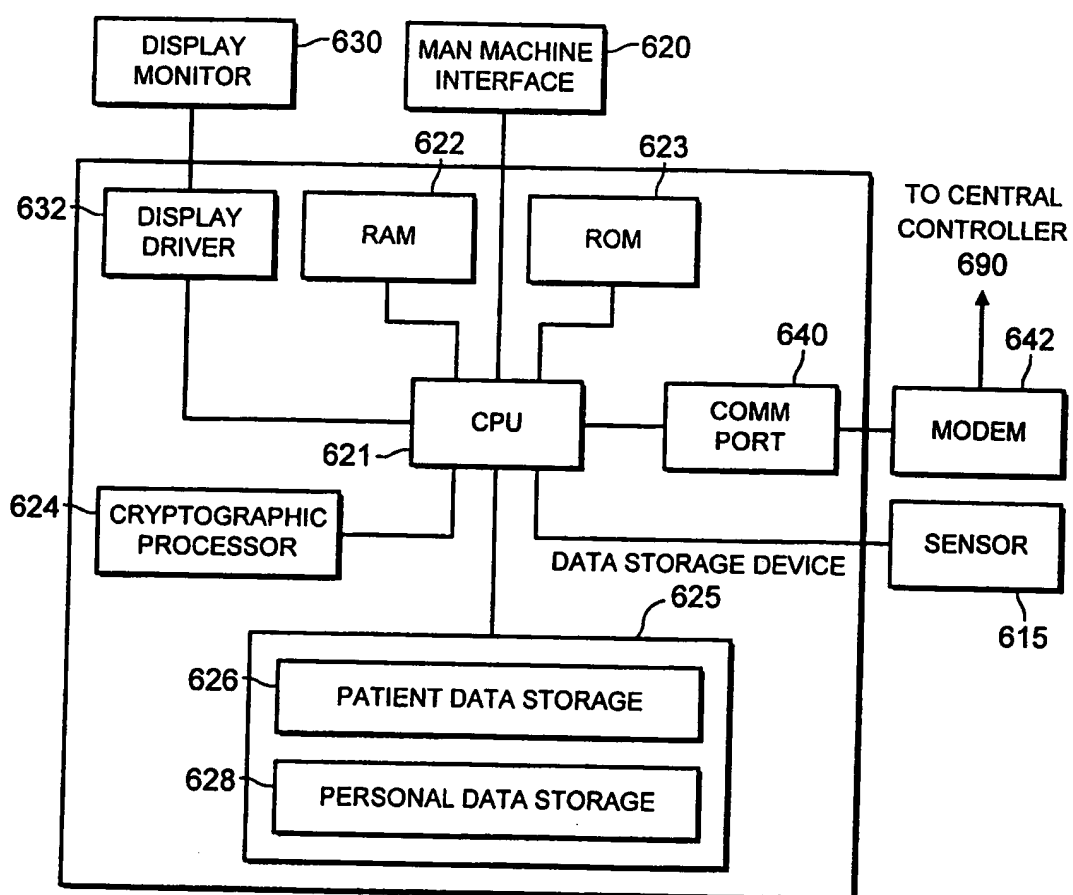 DISPLAY
MONITOR
630
MAN MACHINE
INTERFACE
620
622
623
632
DISPLAY
DRIVER
RAM
ROM
TO CENTRAL
CONTROLLER
690
640
642
CPU
621
COMM
PORT
MODEM
624
CRYPTOGRAPHIC
PROCESSOR
SENSOR
615
DATA STORAGE DEVICE
625
626
PATIENT DATA STORAGE
628
PERSONAL DATA STORAGE